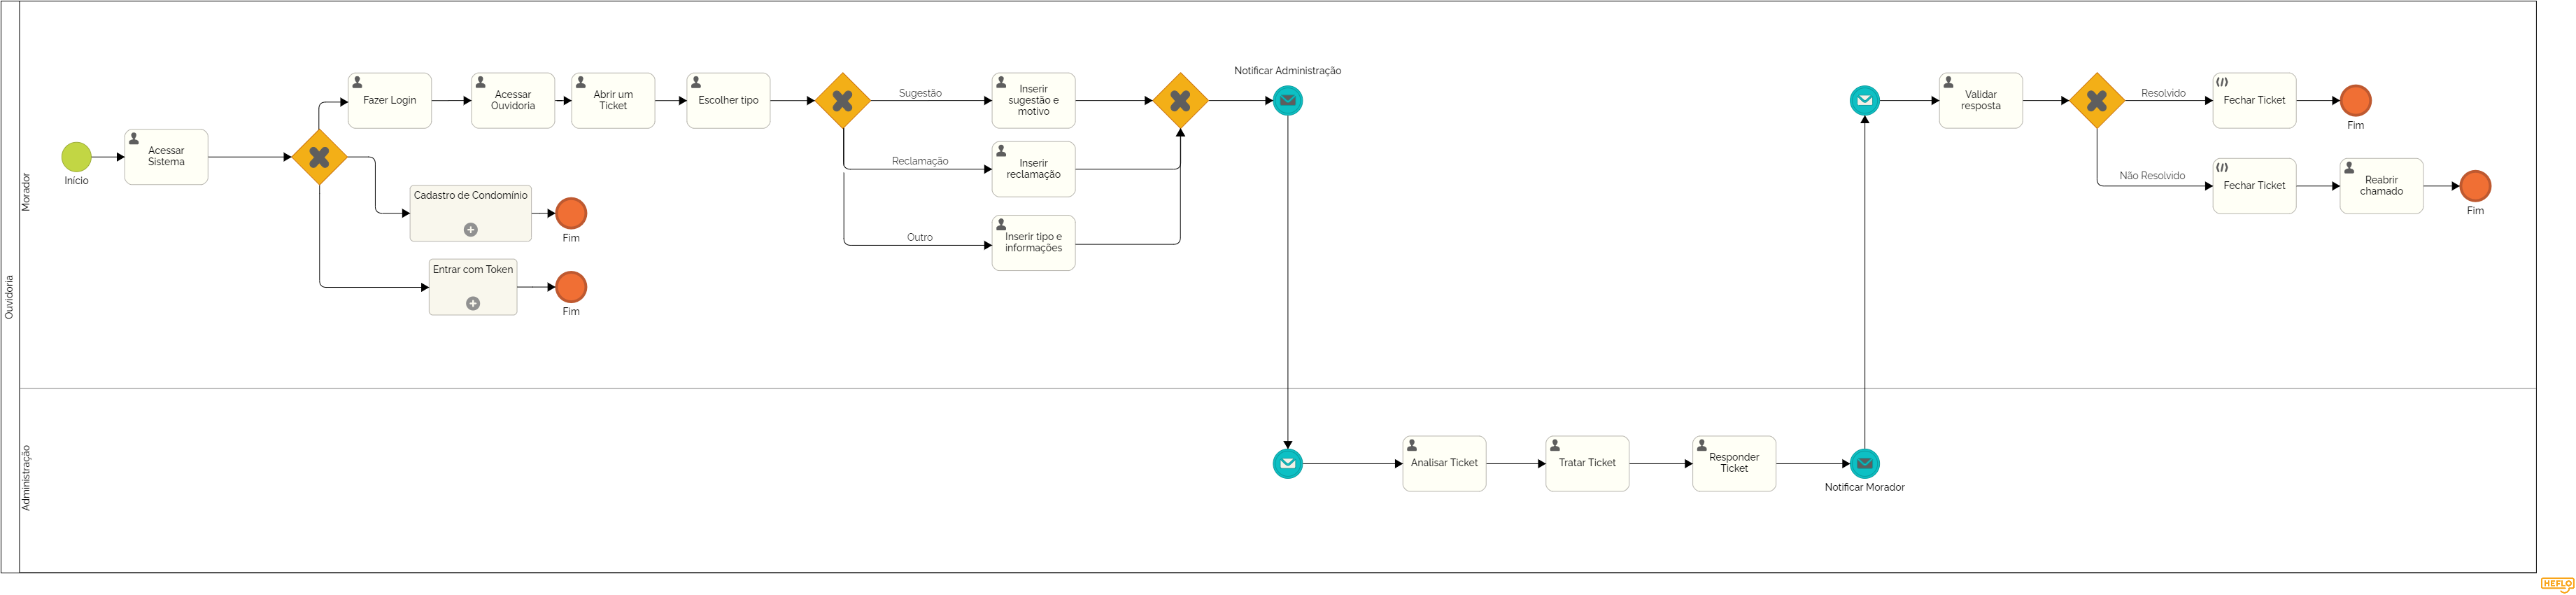 Ouvidoria
Morador
Início
Acessar
Sistema
Fazer Login
Acessar
Ouvidoria
Abrir um
Ticket
Escolher tipo
Cadastro de Condomínio
Fim
Entrar com Token
Fim
Sugestão
Reclamação
Outro
Inserir
sugestão e
motivo
Inserir
reclamação
Inserir tipo e
informações
Notificar Administração
Validar
resposta
Resolvido
Fechar Ticket
Fim
Não Resolvido
Fechar Ticket
Reabrir
chamado
Fim
Administração
Analisar Ticket
Tratar Ticket
Responder
Ticket
Notificar Morador
HEFLO